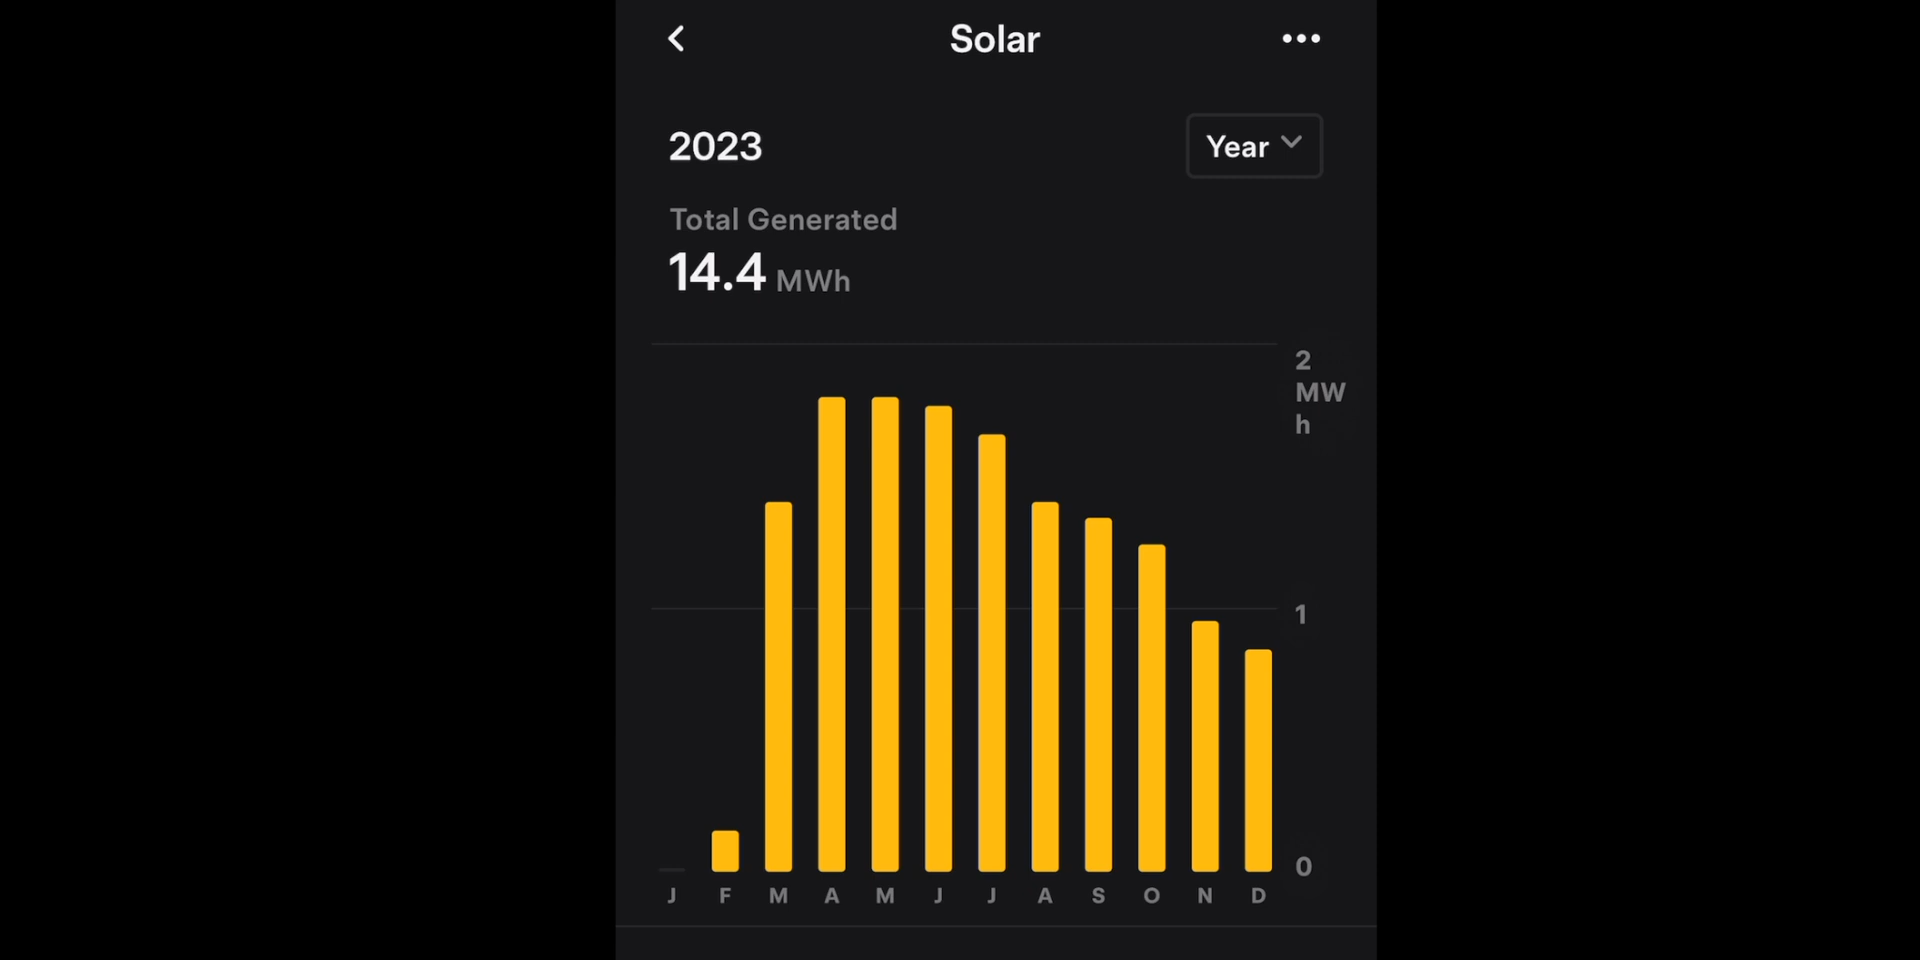 Solar
2023
Year
Total Generated
14.4 MWh
2
MW
h
1
0
J F M A M J J A S O N D